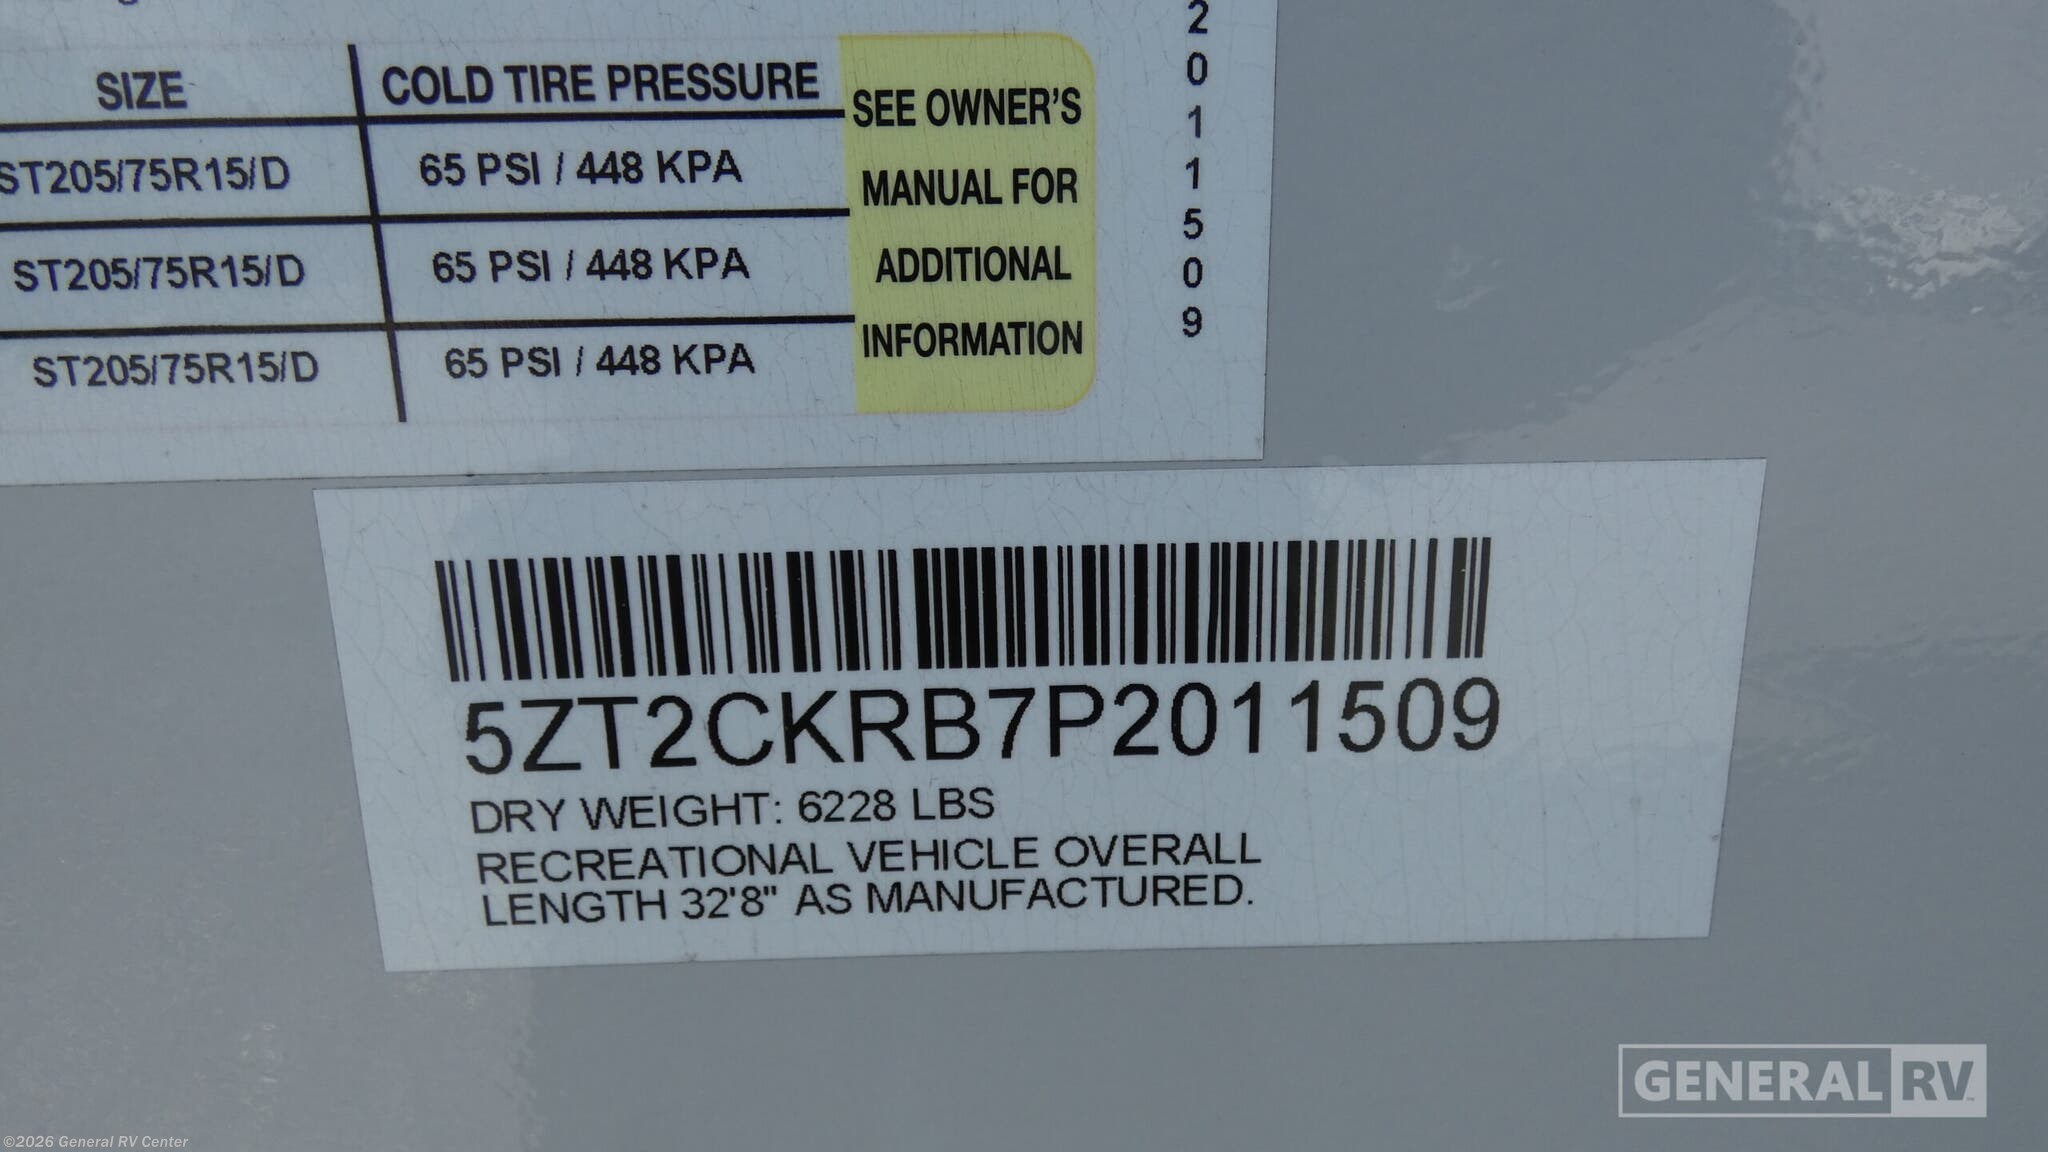 SIZE
COLD TIRE PRESSURE
ST205/75R15/D
65 PSI / 448 KPA
ST205/75R15/D
65 PSI / 448 KPA
ST205/75R15/D
65 PSI / 448 KPA
SEE OWNER'S
MANUAL FOR
ADDITIONAL
INFORMATION
2
0
1
1
5
0
9
5ZT2CKRB7P2011509
DRY WEIGHT: 6228 LBS
RECREATIONAL VEHICLE OVERALL
LENGTH 32'8" AS MANUFACTURED.
GENERAL RV
©2026 General RV Center